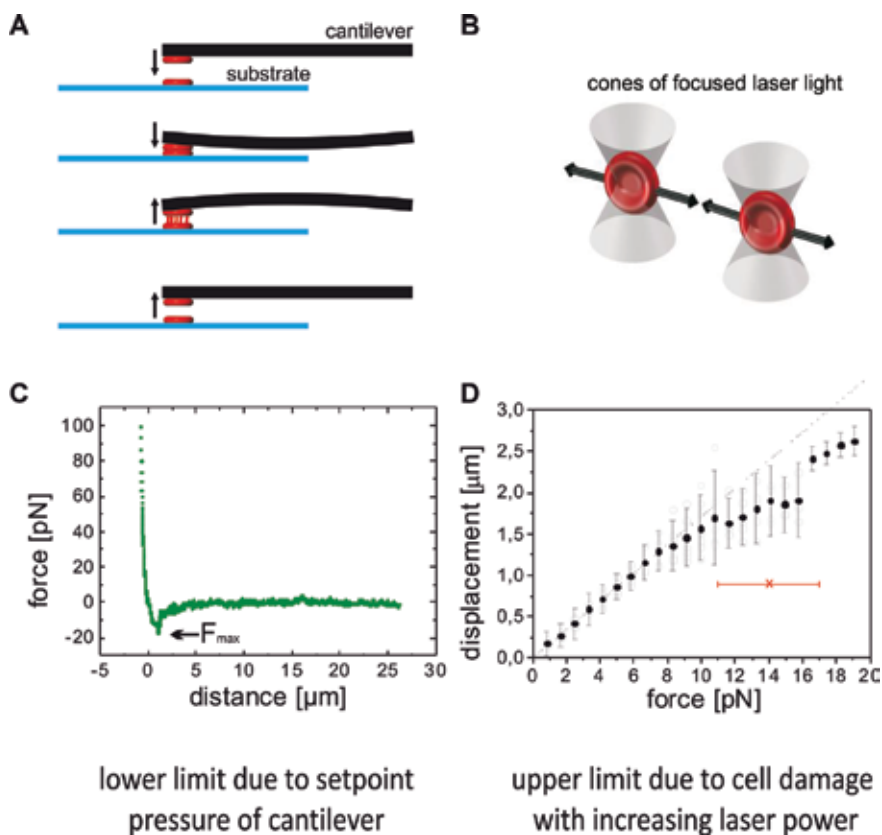 A
cantilever
substrate
B
cones of focused laser light
C
force [pN]
100
80
60
40
20
0
-20
Fmax
-5
0
5
10
15
20
25
30
distance [µm]
D
displacement [µm]
3,0
2,5
2,0
1,5
1,0
0,5
0,0
0
2
4
6
8
10
12
14
16
18
20
force [pN]
lower limit due to setpoint
pressure of cantilever
upper limit due to cell damage
with increasing laser power